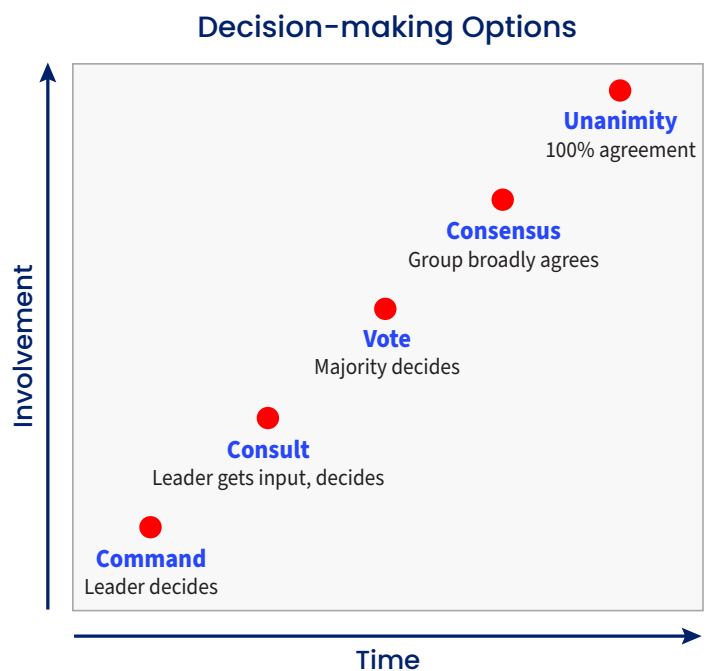 Decision-making Options
Involvement
Unanimity
100% agreement
Consensus
Group broadly agrees
Vote
Majority decides
Consult
Leader gets input, decides
Command
Leader decides
Time